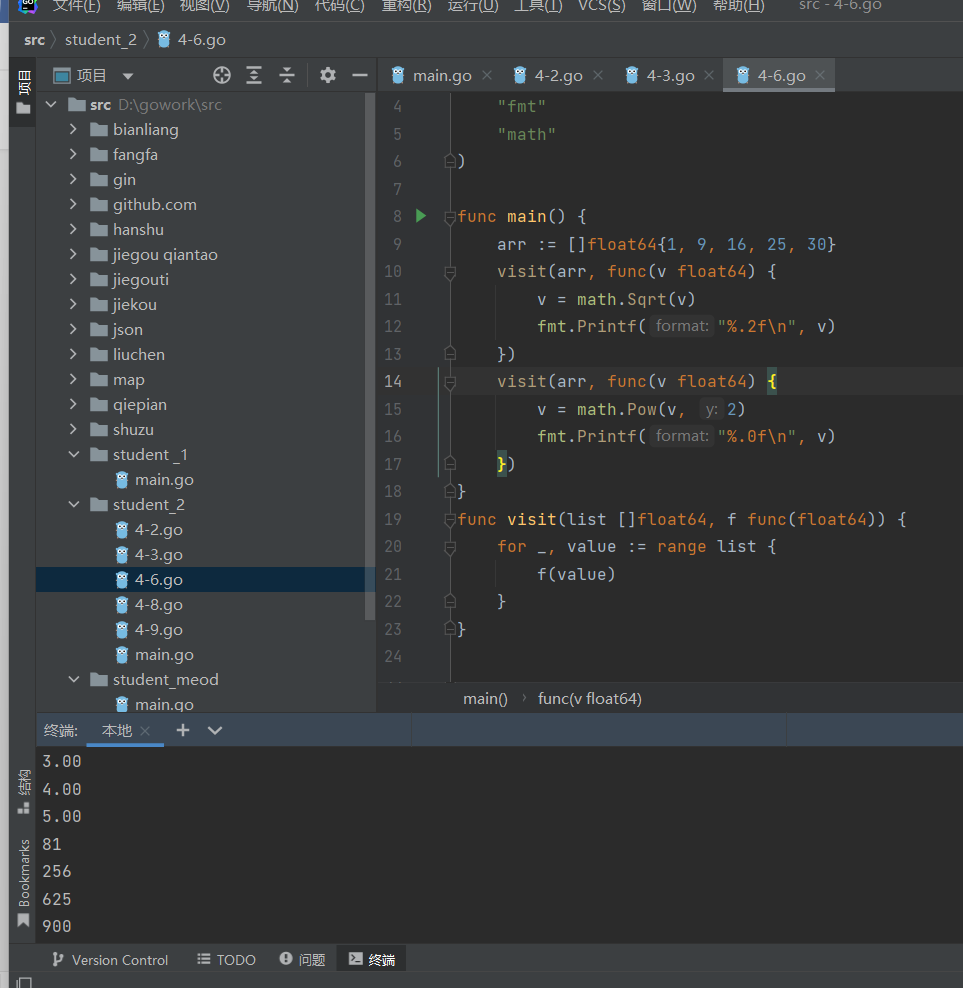 GO 文件(F) 编辑(E) 视图(V) 导航(N) 代码(C) 重构(R) 运行(U) 工具(T) VCS(S) 窗口(W) 帮助(H) src - 4-6.go
src student_2 4-6.go
项目
项目
main.go 4-2.go 4-3.go 4-6.go
src D:\gowork\src
bianliang
fangfa
gin
github.com
hanshu
jiegou qiantao
jiegouti
jiekou
json
liuchen
map
qiepian
shuzu
student _1
main.go
student_2
4-2.go
4-3.go
4-6.go
4-8.go
4-9.go
main.go
student_meod
main.go
4 "fmt"
5 "math"
6 )
7
8 func main() {
9 arr := []float64{1, 9, 16, 25, 30}
10 visit(arr, func(v float64) {
11 v = math.Sqrt(v)
12 fmt.Printf( format: "%.2f\n", v)
13 })
14 visit(arr, func(v float64) {
15 v = math.Pow(v, y: 2)
16 fmt.Printf( format: "%.0f\n", v)
17 })
18 }
19 func visit(list []float64, f func(float64)) {
20 for _, value := range list {
21 f(value)
22 }
23 }
24
main() func(v float64)
终端: 本地
结构
Bookmarks
3.00
4.00
5.00
81
256
625
900
Version Control TODO 问题 终端